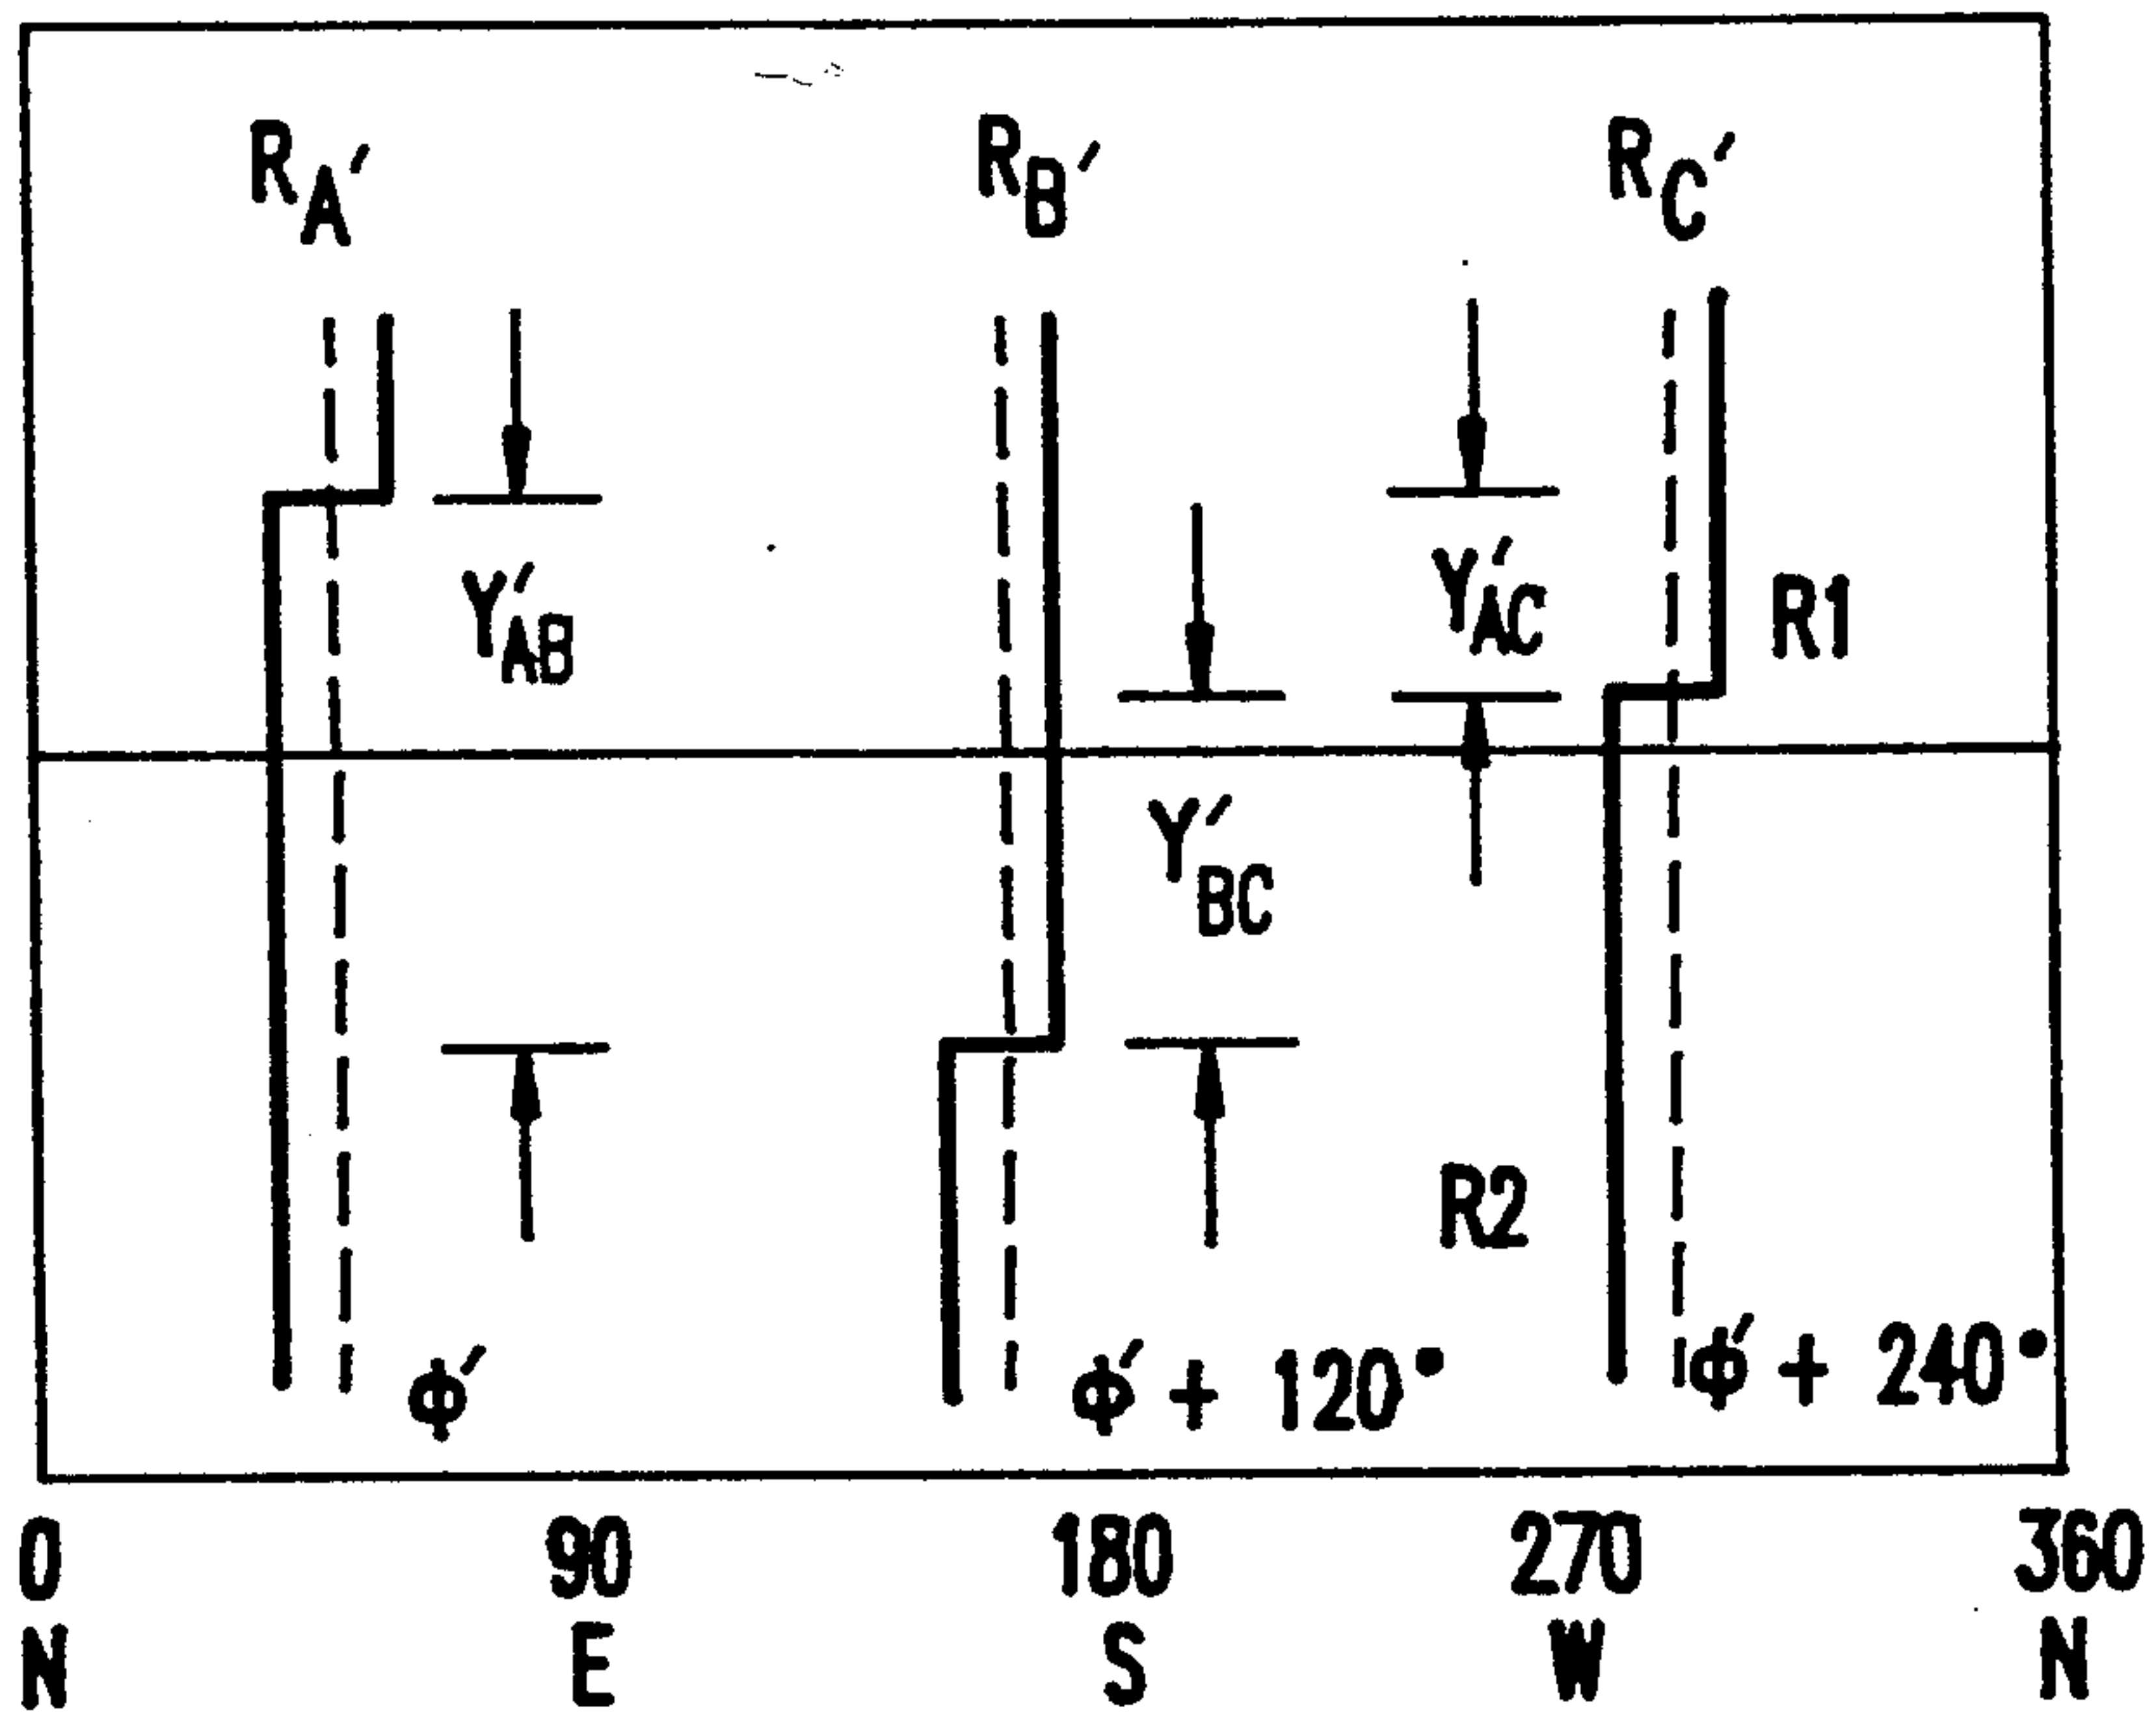 RA′ RB′ RC′
Y′AB Y′AC R1
Y′BC
R2
ϕ′ ϕ′ + 120° ϕ′ + 240°
0 90 180 270 360
N E S W N